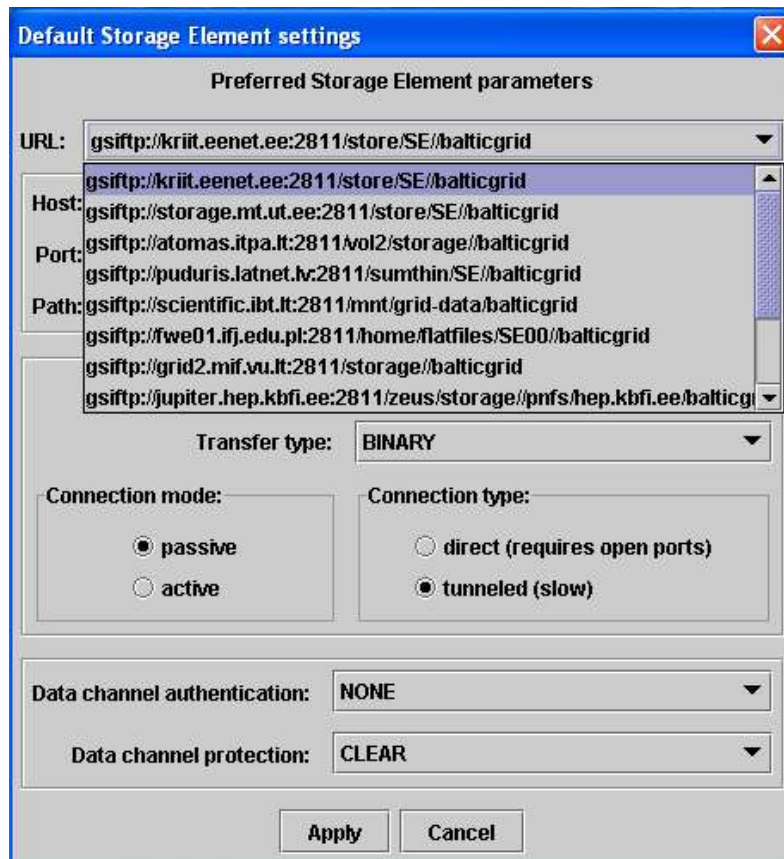 Default Storage Element settings
Preferred Storage Element parameters
URL: gsiftp://kriit.eenet.ee:2811/store/SE//balticgrid
gsiftp://kriit.eenet.ee:2811/store/SE//balticgrid
Host: gsiftp://storage.mt.ut.ee:2811/store/SE//balticgrid
gsiftp://atomas.itpa.lt:2811/vol2/storage//balticgrid
Port:
gsiftp://puduris.latnet.lv:2811/sumthin/SE//balticgrid
Path: gsiftp://scientific.ibt.lt:2811/mnt/grid-data/balticgrid
gsiftp://fwe01.ifj.edu.pl:2811/home/flatfiles/SE00//balticgrid
gsiftp://grid2.mif.vu.lt:2811/storage//balticgrid
gsiftp://jupiter.hep.kbfi.ee:2811/zeus/storage//pnfs/hep.kbfi.ee/balticgi
Transfer type: BINARY
Connection mode: Connection type:
passive direct (requires open ports)
active tunneled (slow)
Data channel authentication: NONE
Data channel protection: CLEAR
Apply Cancel